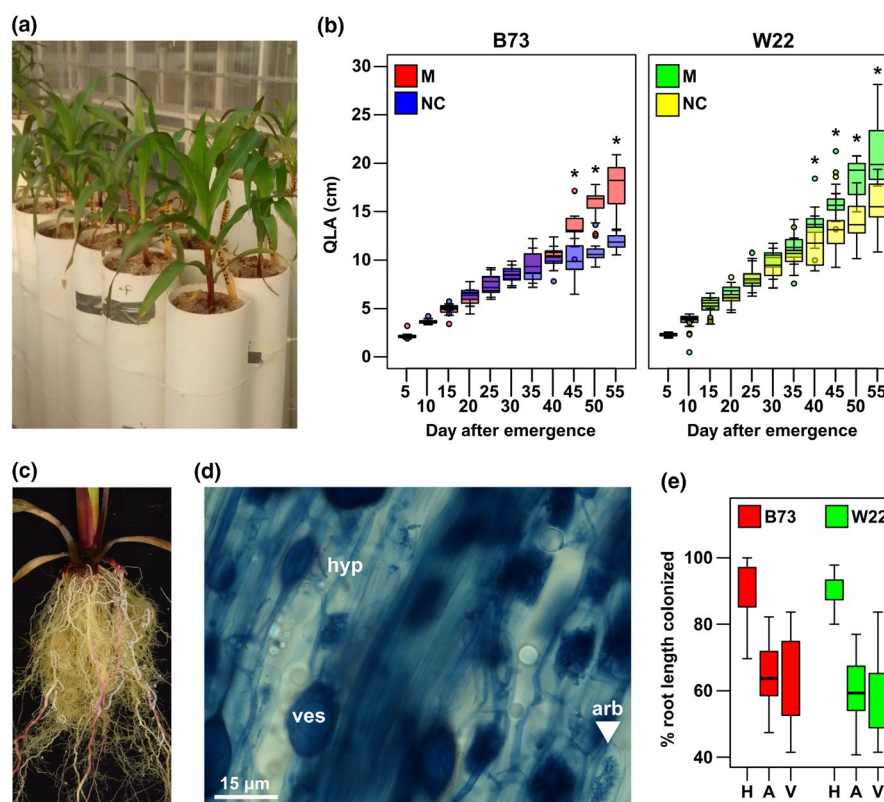 (a)
(b)
B73
W22
M
NC
M
NC
30
25
20
15
10
5
0
QLA (cm)
* * *
* * * *
5 15 25 35 45 55
10 20 30 40 50
5 15 25 35 45 55
10 20 30 40 50
Day after emergence
Day after emergence
(c)
(d)
hyp
ves
arb
15 µm
(e)
B73
W22
100
80
60
40
% root length colonized
H A V
H A V